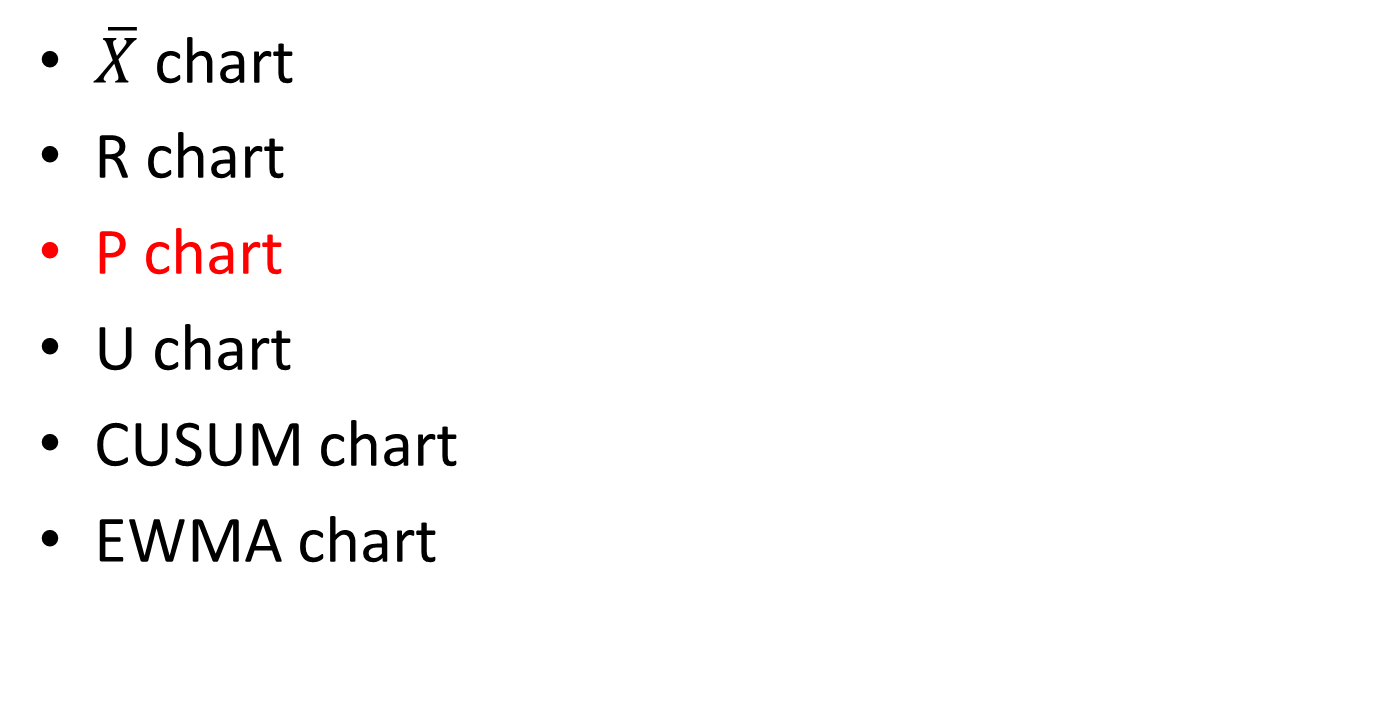 • X̄ chart
• R chart
• P chart
• U chart
• CUSUM chart
• EWMA chart